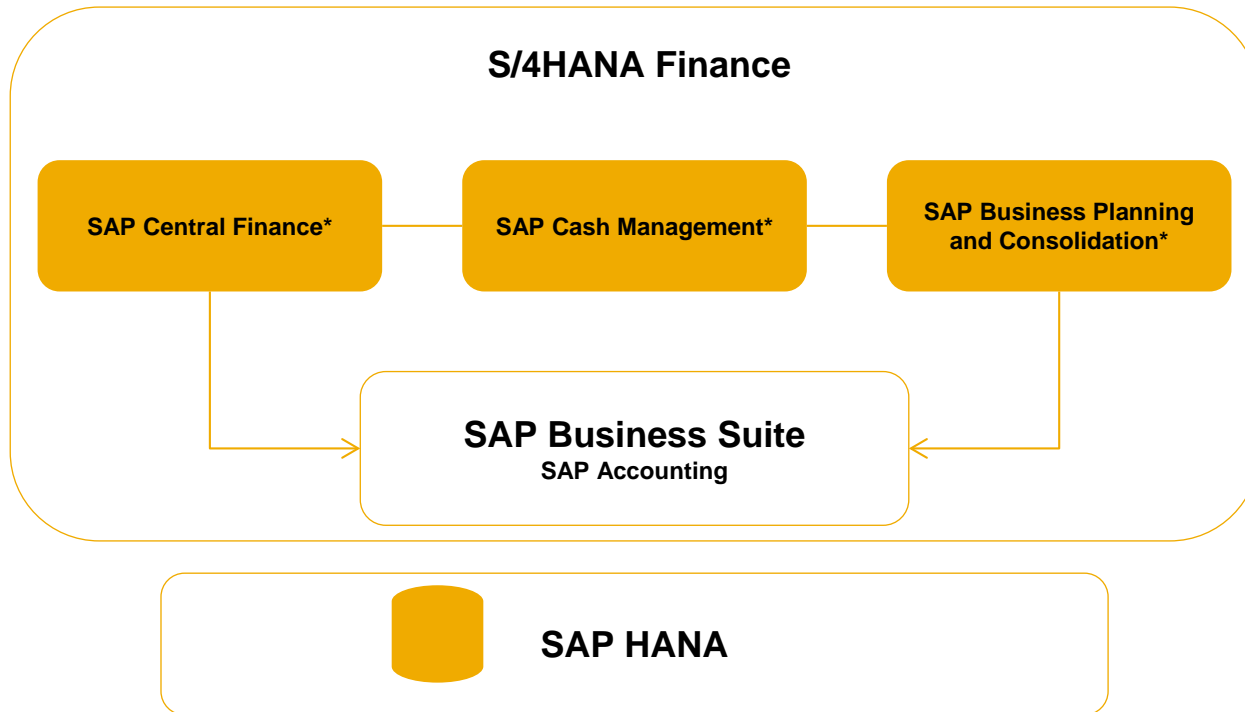 S/4HANA Finance
SAP Central Finance*
SAP Cash Management*
SAP Business Planning
and Consolidation*
SAP Business Suite
SAP Accounting
SAP HANA